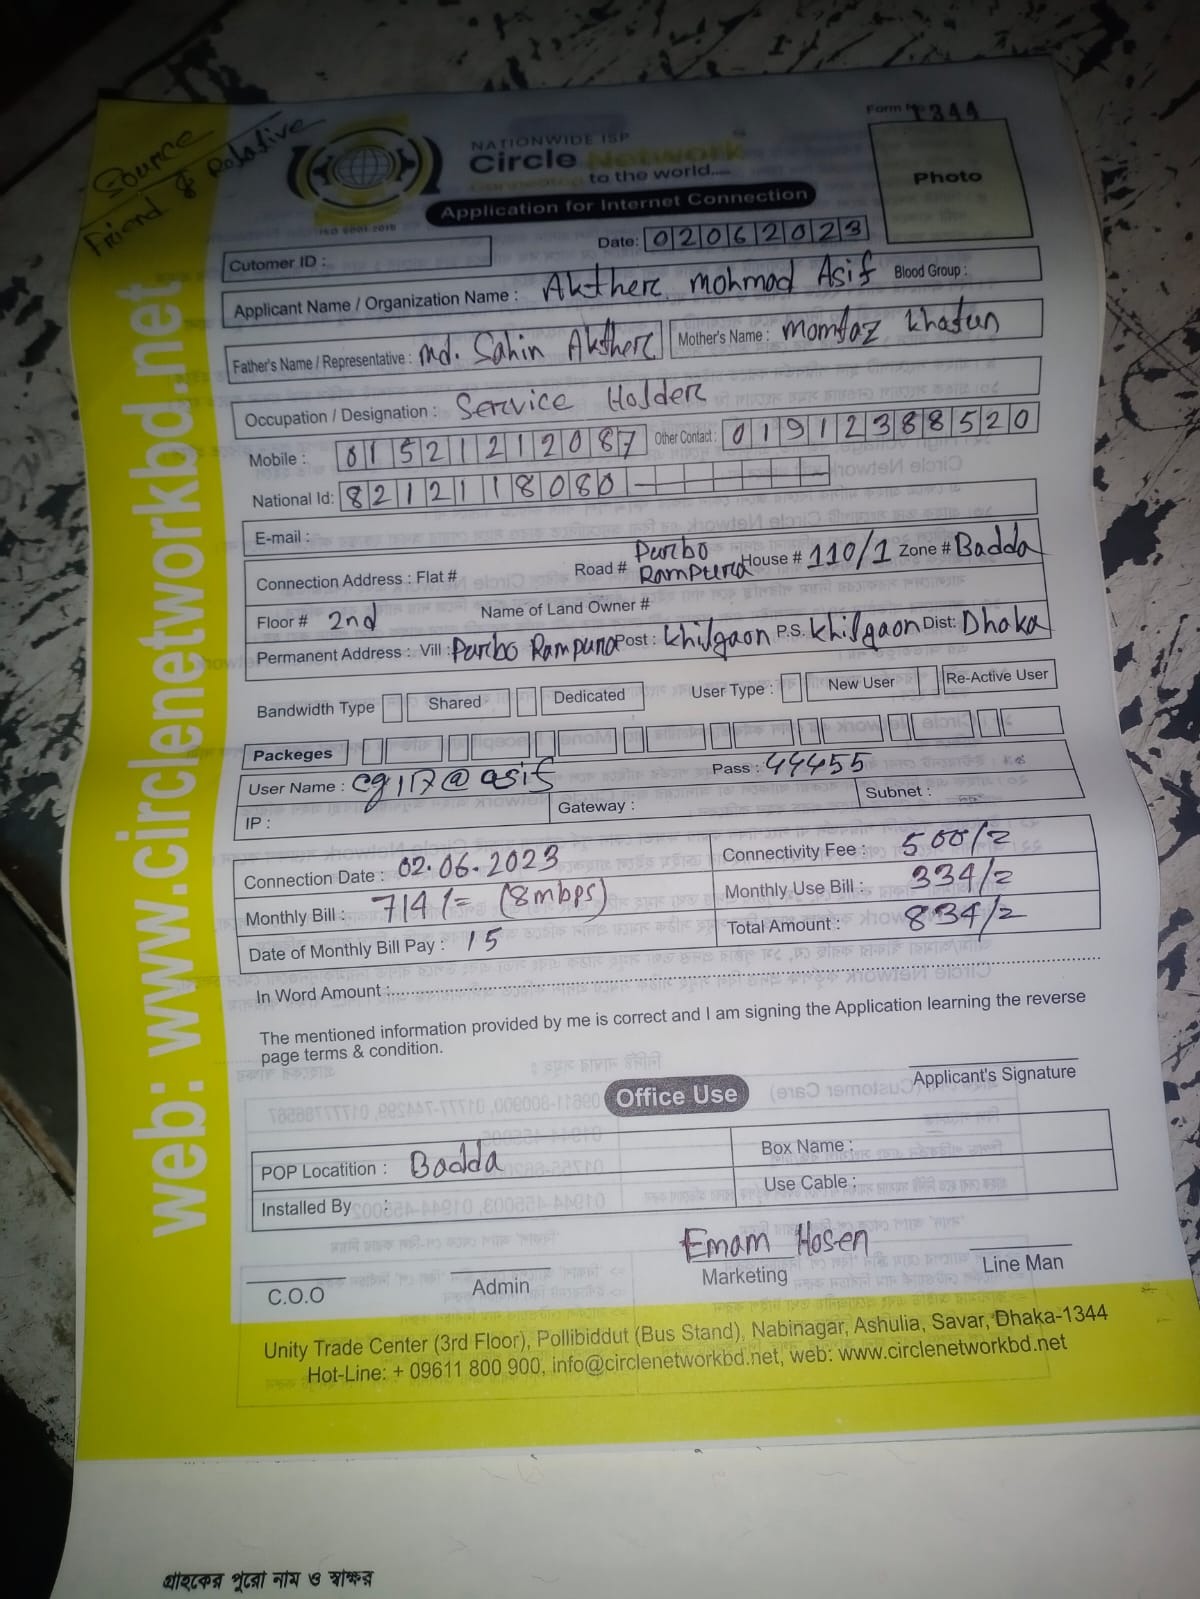 Source
Friend & Relative
Form No 1344
NATIONWIDE ISP
Circle Network
to the world....
ISO 9001:2015
Photo
Application for Internet Connection
Date: 02062023
Cutomer ID :
Applicant Name / Organization Name : Akther mohmad Asif Blood Group :
Father's Name / Representative : md. Sahin Akther Mother's Name : momtaz khatun
Occupation / Designation : Service Holder
Mobile : 01521212087 Other Contact : 01912388520
National Id: 8212118080
E-mail :
Connection Address : Flat # Road # Purbo Rampura House # 110/1 Zone # Badda
Floor # 2nd Name of Land Owner #
Permanent Address : Vill : Purbo Rampura Post : Khilgaon P.S. Khilgaon Dist: Dhaka
Bandwidth Type Shared Dedicated User Type : New User Re-Active User
Packeges
User Name : @asif Pass : 44455
IP : Gateway : Subnet :
Connection Date : 02.06.2023 Connectivity Fee : 500/=
Monthly Bill : 714/= (8mbps) Monthly Use Bill : 334/=
Date of Monthly Bill Pay : 15 Total Amount : 834/=
In Word Amount :
The mentioned information provided by me is correct and I am signing the Application learning the reverse
page terms & condition.
Applicant's Signature
Office Use
POP Locatition : Badda Box Name :
Installed By : Use Cable :
Emam Hosen
C.O.O Admin Marketing Line Man
Unity Trade Center (3rd Floor), Pollibiddut (Bus Stand), Nabinagar, Ashulia, Savar, Dhaka-1344
Hot-Line: + 09611 800 900, info@circlenetworkbd.net, web: www.circlenetworkbd.net
web: www.circlenetworkbd.net
গ্রাহকের পুরো নাম ও স্বাক্ষর